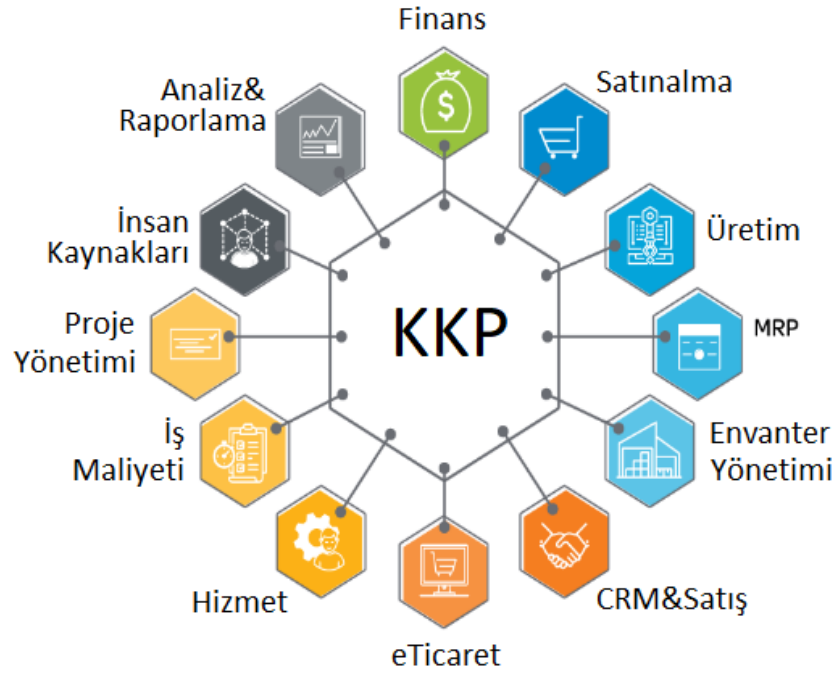 Finans
Satınalma
Üretim
MRP
Envanter
Yönetimi
CRM&Satış
eTicaret
Hizmet
İş
Maliyeti
Proje
Yönetimi
İnsan
Kaynakları
Analiz&
Raporlama
KKP
$